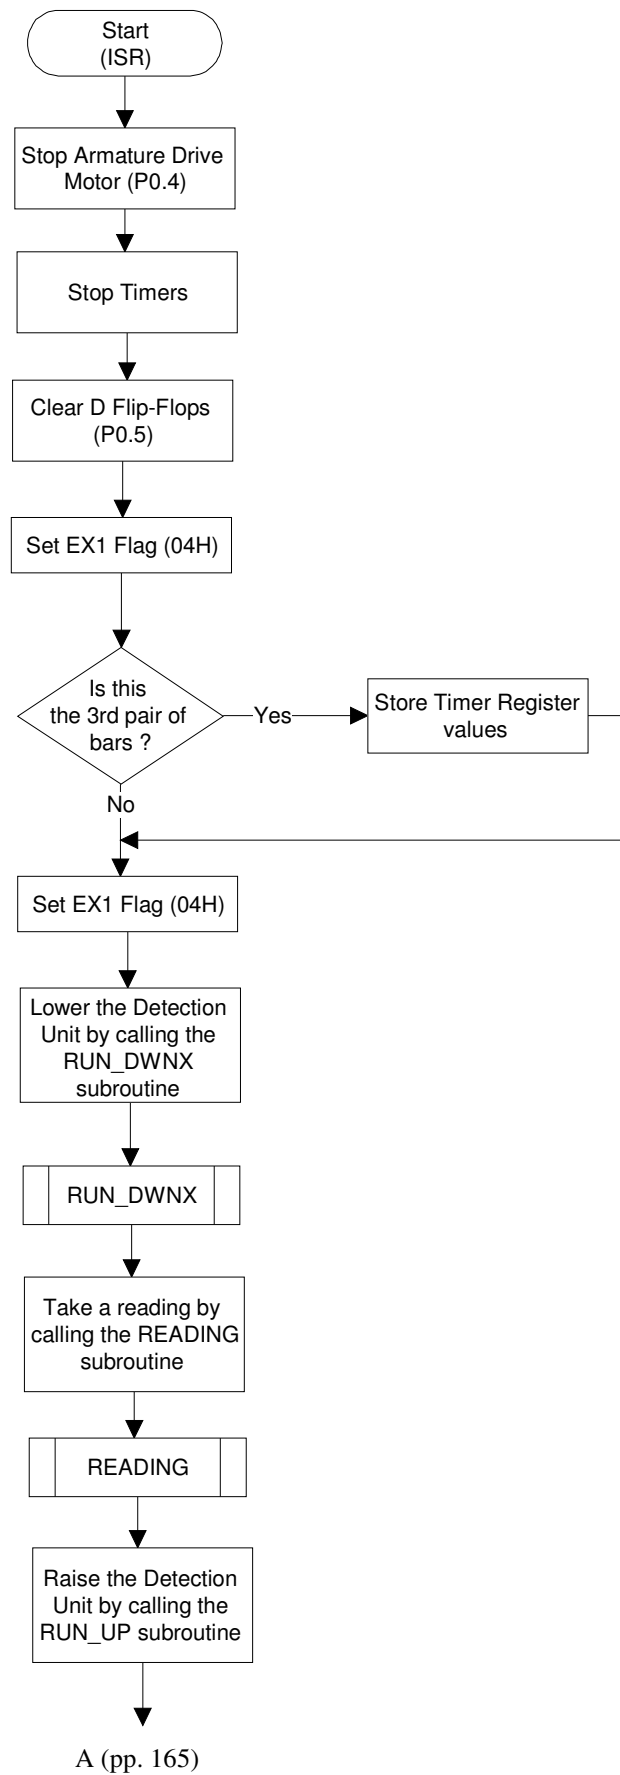 Start
(ISR)
Stop Armature Drive
Motor (P0.4)
Stop Timers
Clear D Flip-Flops
(P0.5)
Set EX1 Flag (04H)
Is this
the 3rd pair of
bars ?
Yes
Store Timer Register
values
No
Set EX1 Flag (04H)
Lower the Detection
Unit by calling the
RUN_DWNX
subroutine
RUN_DWNX
Take a reading by
calling the READING
subroutine
READING
Raise the Detection
Unit by calling the
RUN_UP subroutine
A (pp. 165)